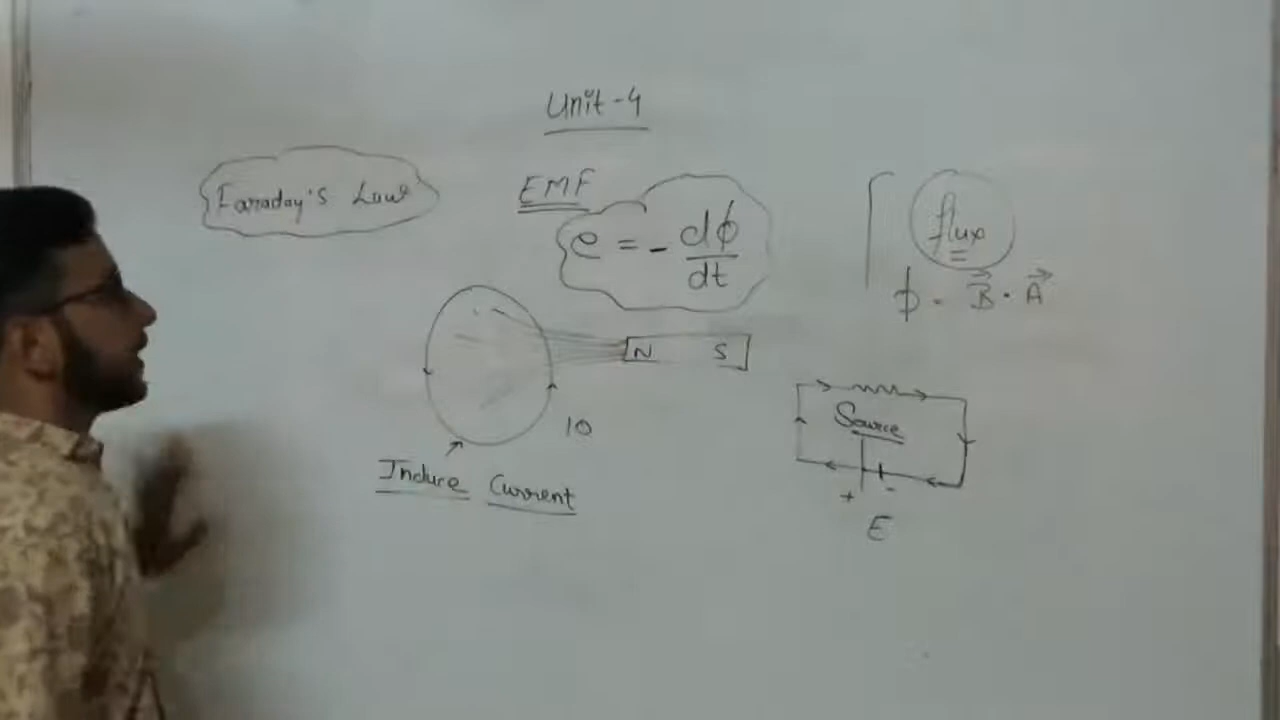 Unit-4
Faraday's Law
EMF
e = - dϕ/dt
flux
ϕ = B⃗ · A⃗
N S
10
Source
+ -
E
Induce Current